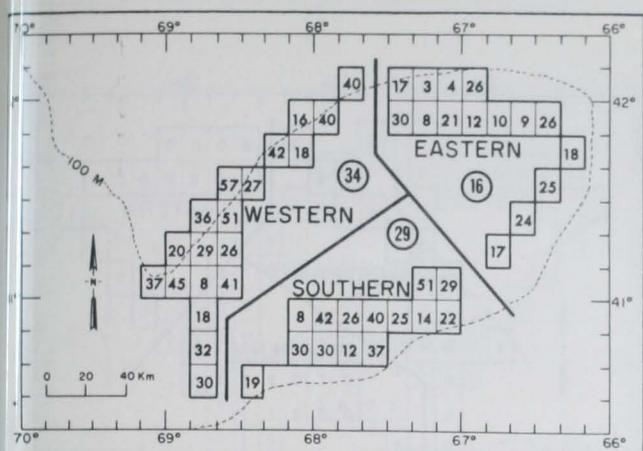 70° 69° 68° 67° 66°
40 17 3 4 26 42°
16 40 30 8 21 12 10 9 26
42 18 EASTERN 18
100 M
57 27 34 16 25
36 51 WESTERN 24
20 29 26 29 17
N
37 45 8 41 SOUTHERN 51 29 41°
18 8 42 26 40 25 14 22
32 30 30 12 37
0 20 40 Km
30 19
70° 69° 68° 67° 66°